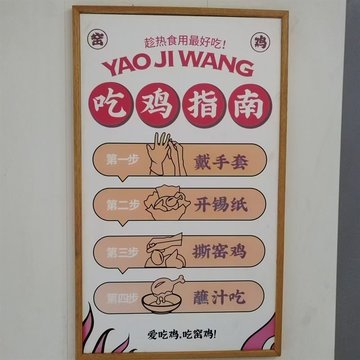 趁热食用最好吃!
窑 鸡
YAO JI WANG
吃鸡指南
第一步 戴手套
第二步 开锡纸
第三步 撕窑鸡
第四步 蘸汁吃
爱吃鸡,吃窑鸡!